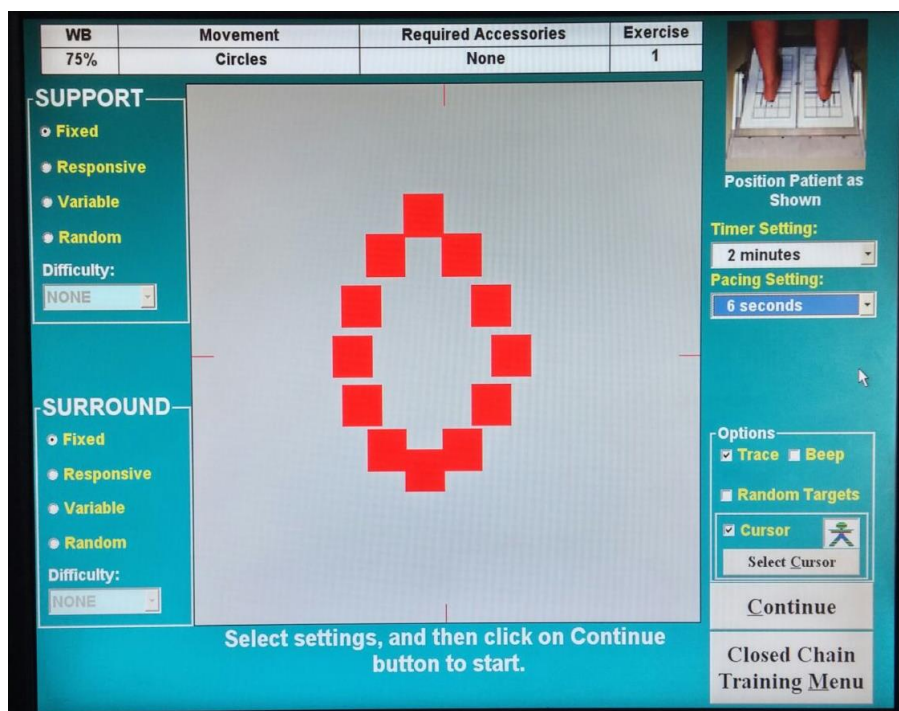 WB Movement Required Accessories Exercise
75% Circles None 1
SUPPORT
Fixed
Responsive
Variable
Random
Difficulty:
NONE
SURROUND
Fixed
Responsive
Variable
Random
Difficulty:
NONE
Position Patient as
Shown
Timer Setting:
2 minutes
Pacing Setting:
6 seconds
Options
Trace Beep
Random Targets
Cursor
Select Cursor
Continue
Closed Chain
Training Menu
Select settings, and then click on Continue
button to start.